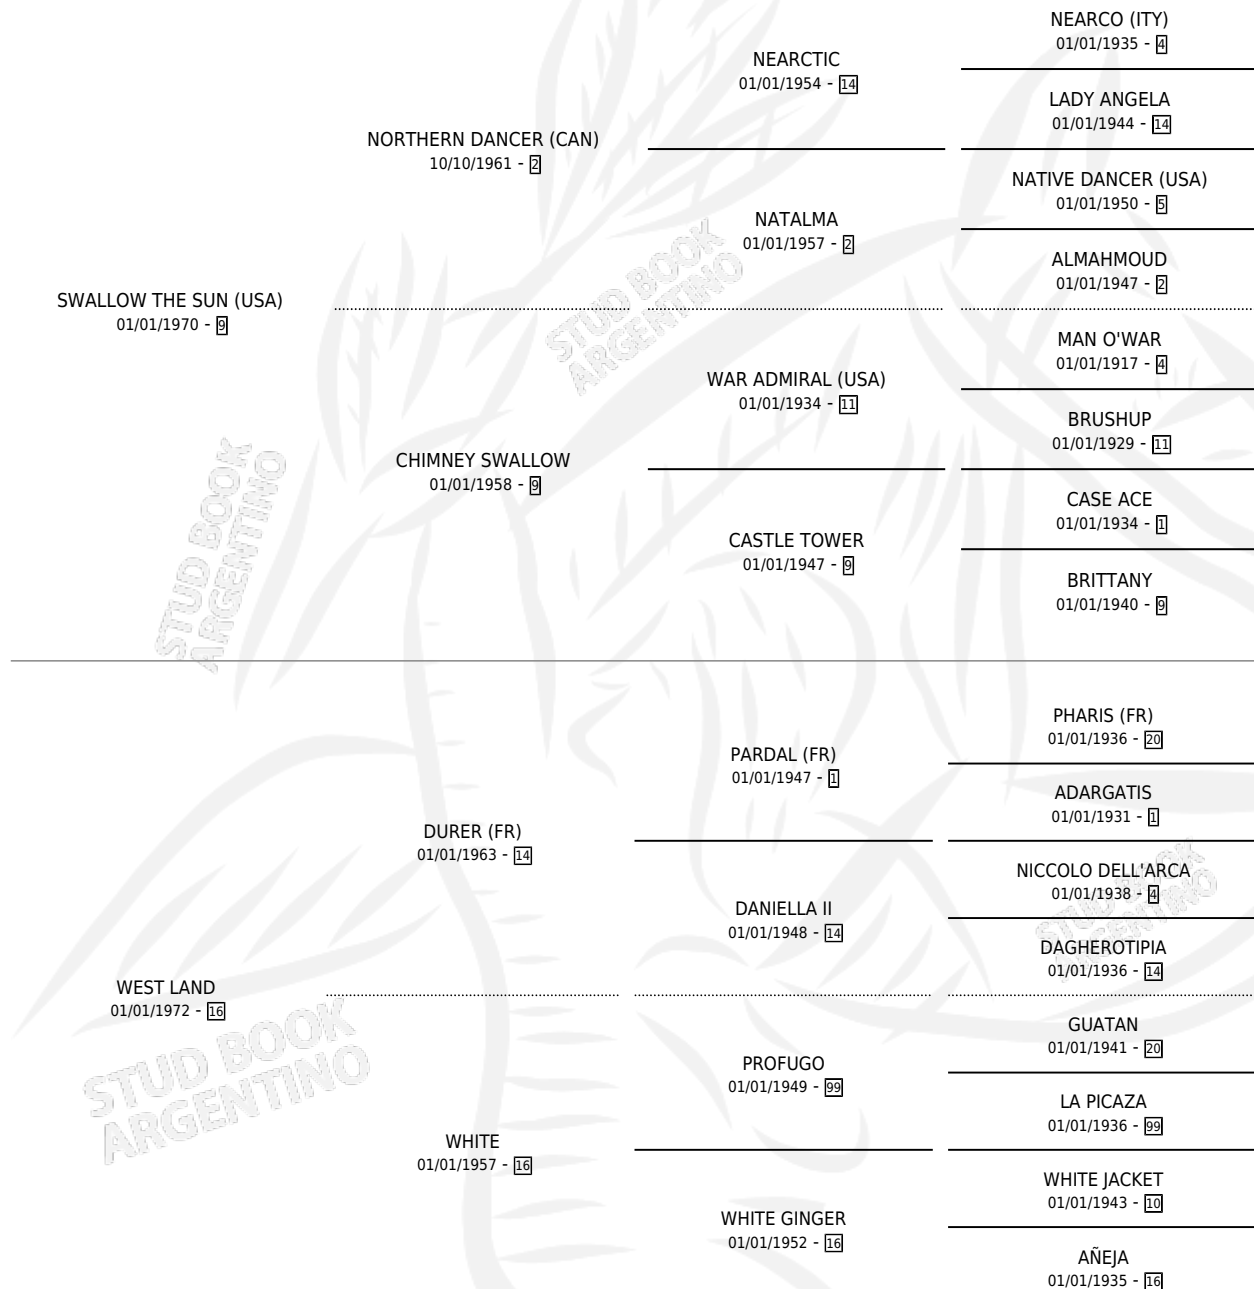 NEARCO (ITY)
01/01/1935 - 4
NEARCTIC
01/01/1954 - 14
LADY ANGELA
01/01/1944 - 14
NORTHERN DANCER (CAN)
10/10/1961 - 2
NATIVE DANCER (USA)
01/01/1950 - 5
NATALMA
01/01/1957 - 2
ALMAHMOUD
01/01/1947 - 2
SWALLOW THE SUN (USA)
01/01/1970 - 9
STUD BOOK
ARGENTINO
MAN O'WAR
01/01/1917 - 4
WAR ADMIRAL (USA)
01/01/1934 - 11
BRUSHUP
01/01/1929 - 11
CHIMNEY SWALLOW
01/01/1958 - 9
CASE ACE
01/01/1934 - 1
CASTLE TOWER
01/01/1947 - 9
BRITTANY
01/01/1940 - 9
STUD BOOK
ARGENTINO
PHARIS (FR)
01/01/1936 - 20
PARDAL (FR)
01/01/1947 - 1
ADARGATIS
01/01/1931 - 1
DURER (FR)
01/01/1963 - 14
NICCOLO DELL'ARCA
01/01/1938 - 4
DANIELLA II
01/01/1948 - 14
STUD BOOK
ARGENTINO
DAGHEROTIPIA
01/01/1936 - 14
WEST LAND
01/01/1972 - 16
STUD BOOK
ARGENTINO
GUATAN
01/01/1941 - 20
PROFUGO
01/01/1949 - 99
LA PICAZA
01/01/1936 - 99
WHITE
01/01/1957 - 16
WHITE JACKET
01/01/1943 - 10
WHITE GINGER
01/01/1952 - 16
AÑEJA
01/01/1935 - 16